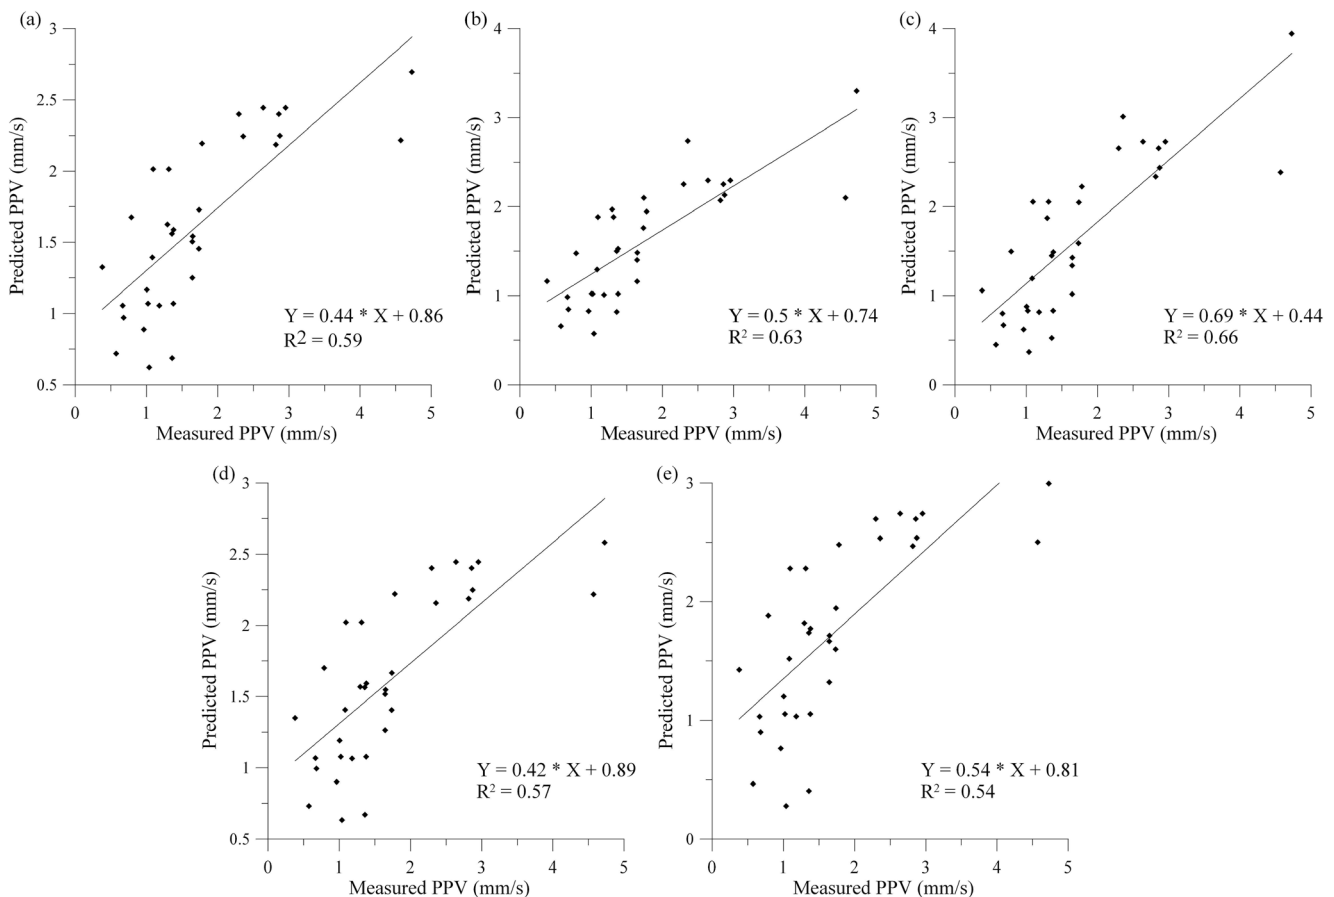 (a)
3
2.5
2
1.5
1
0.5
Predicted PPV (mm/s)
0 1 2 3 4 5
Measured PPV (mm/s)
Y = 0.44 * X + 0.86
R2 = 0.59
(b)
4
3
2
1
0
Predicted PPV (mm/s)
0 1 2 3 4 5
Measured PPV (mm/s)
Y = 0.5 * X + 0.74
R² = 0.63
(c)
4
3
2
1
0
Predicted PPV (mm/s)
0 1 2 3 4 5
Measured PPV (mm/s)
Y = 0.69 * X + 0.44
R² = 0.66
(d)
3
2.5
2
1.5
1
0.5
Predicted PPV (mm/s)
0 1 2 3 4 5
Measured PPV (mm/s)
Y = 0.42 * X + 0.89
R² = 0.57
(e)
3
2
1
0
Predicted PPV (mm/s)
0 1 2 3 4 5
Measured PPV (mm/s)
Y = 0.54 * X + 0.81
R² = 0.54